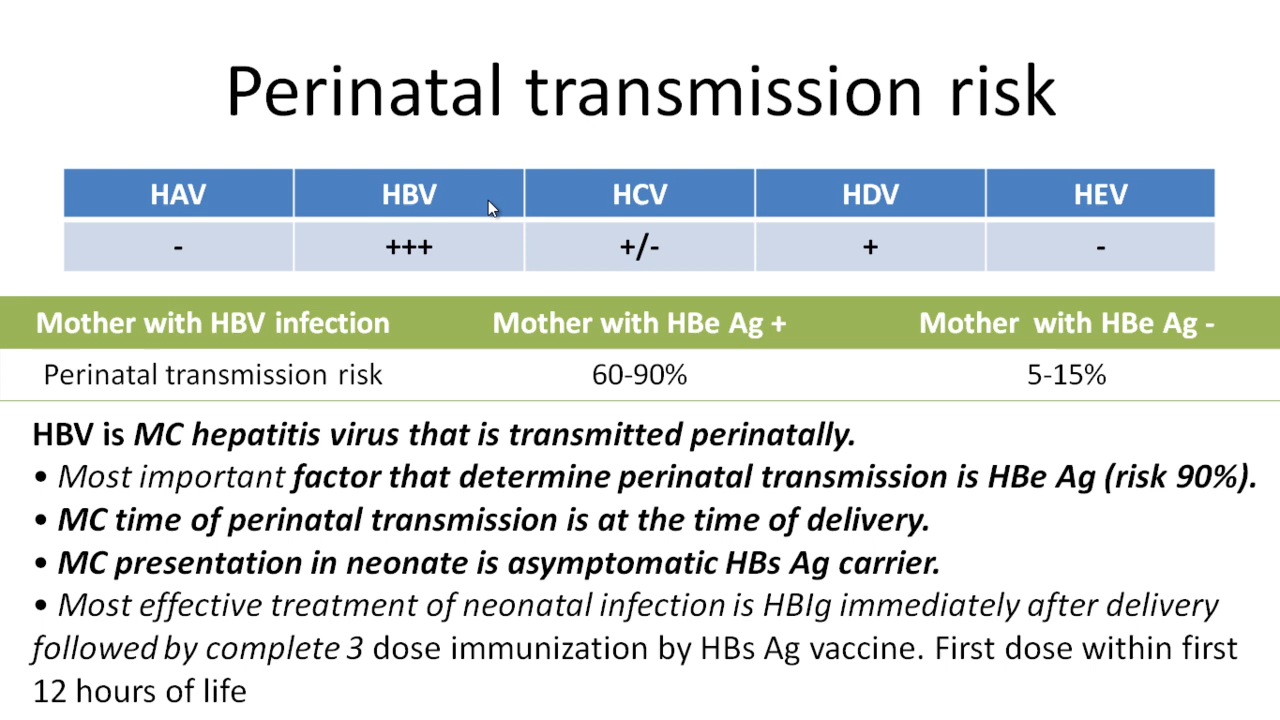 Perinatal transmission risk
HAV HBV HCV HDV HEV
- +++ +/- + -
Mother with HBV infection Mother with HBe Ag + Mother with HBe Ag -
Perinatal transmission risk 60-90% 5-15%
HBV is MC hepatitis virus that is transmitted perinatally.
• Most important factor that determine perinatal transmission is HBe Ag (risk 90%).
• MC time of perinatal transmission is at the time of delivery.
• MC presentation in neonate is asymptomatic HBs Ag carrier.
• Most effective treatment of neonatal infection is HBIg immediately after delivery
followed by complete 3 dose immunization by HBs Ag vaccine. First dose within first
12 hours of life